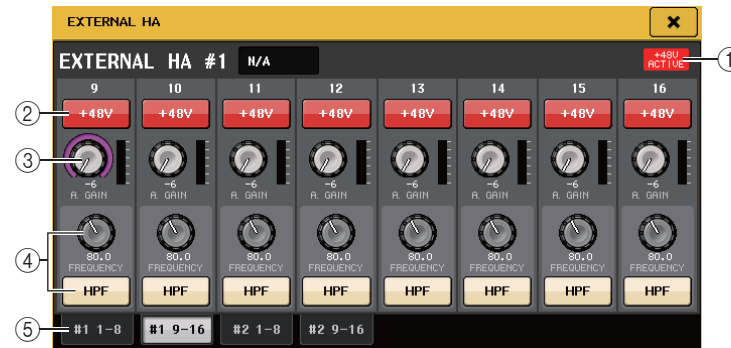 EXTERNAL HA
EXTERNAL HA #1 N/A +48V ACTIVE ①
9 10 11 12 13 14 15 16
② +48V +48V +48V +48V +48V +48V +48V +48V
③
-6 -6 -6 -6 -6 -6 -6 -6
A. GAIN A. GAIN A. GAIN A. GAIN A. GAIN A. GAIN A. GAIN A. GAIN
④
80.0 80.0 80.0 80.0 80.0 80.0 80.0 80.0
FREQUENCY FREQUENCY FREQUENCY FREQUENCY FREQUENCY FREQUENCY FREQUENCY FREQUENCY
HPF HPF HPF HPF HPF HPF HPF HPF
⑤ #1 1-8 #1 9-16 #2 1-8 #2 9-16